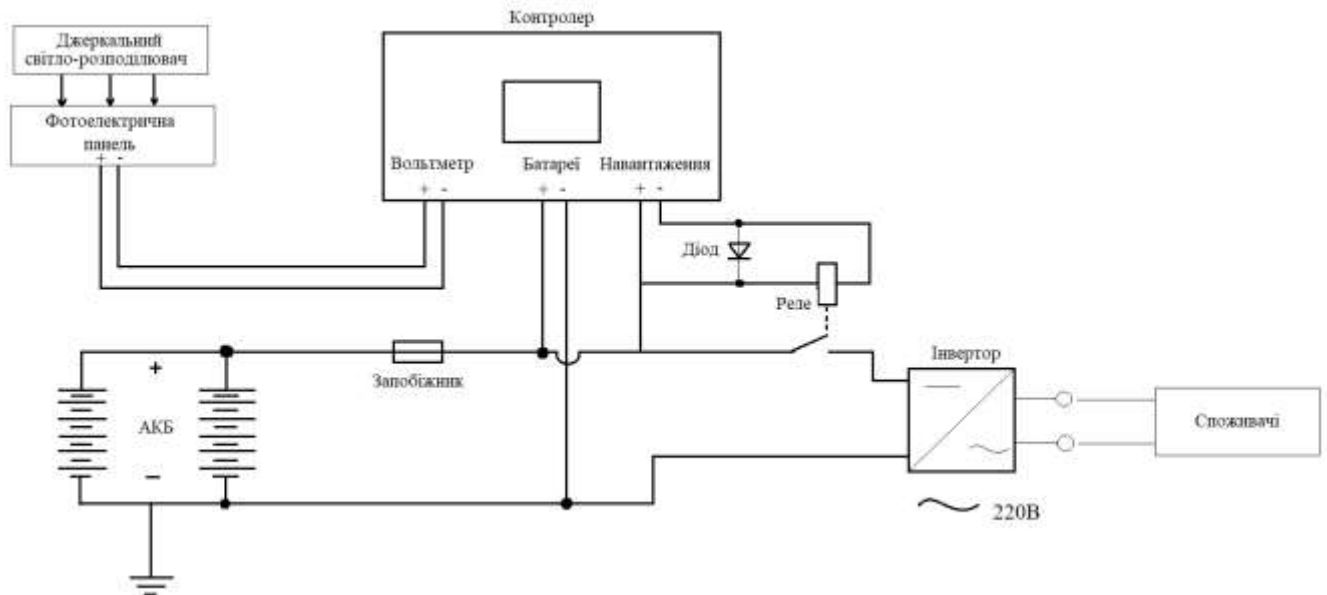 Контролер
Джеркальний
світло-розподілювач
Фотоелектрична
панель
+ -
Вольтметр
Батареї
Навантаження
+ -
+ -
+ -
Діод
Реле
Запобіжник
+
АКБ
-
Інвертор
Споживачі
220В